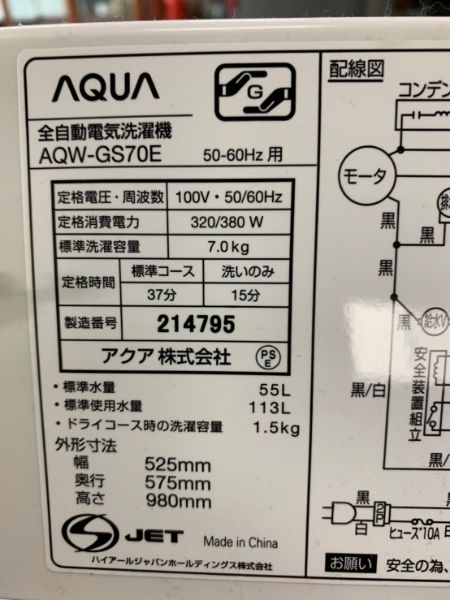 AQUA
G
全自動電気洗濯機
AQW-GS70E 50-60Hz 用
定格電圧・周波数 100V・50/60Hz
定格消費電力 320/380 W
標準洗濯容量 7.0kg
定格時間 標準コース 洗いのみ
37分 15分
製造番号 214795
アクア 株式会社 PSE
・標準水量 55L
・標準使用水量 113L
・ドライコース時の洗濯容量 1.5kg
外形寸法
幅 525mm
奥行 575mm
高さ 980mm
S JET Made in China
ハイアールジャパンホールディングス株式会社
配線図
コンデン
モータ
黒
黒
黒
黒
給水V
安全装置組立
黒/白
黒/
黒
白
2P
ヒューズ10A
白
お願い 安全の為、